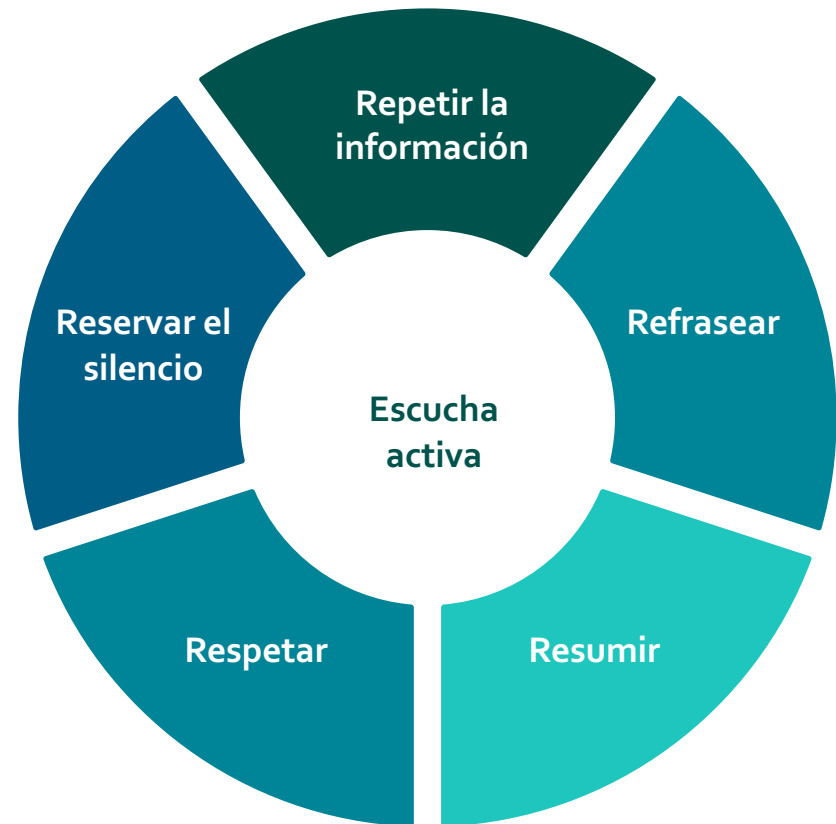 Repetir la
información
Refrasear
Resumir
Respetar
Reservar el
silencio
Escucha
activa